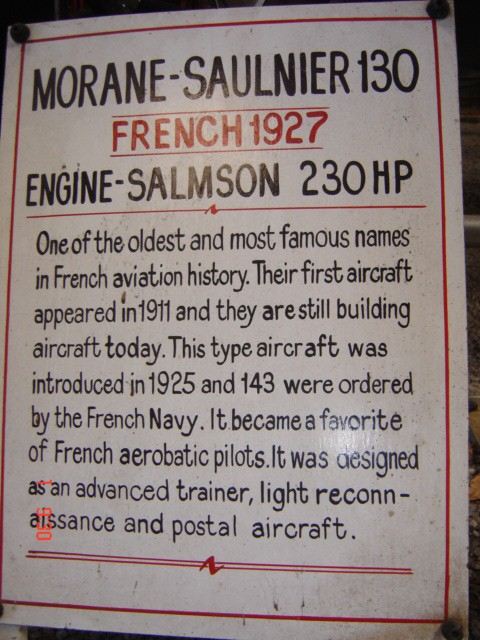 MORANE-SAULNIER 130
FRENCH 1927
ENGINE-SALMSON 230 HP
One of the oldest and most famous names
in French aviation history. Their first aircraft
appeared in 1911 and they are still building
aircraft today. This type aircraft was
introduced in 1925 and 143 were ordered
by the French Navy. It became a favorite
of French aerobatic pilots. It was designed
as an advanced trainer, light reconn-
aissance and postal aircraft.